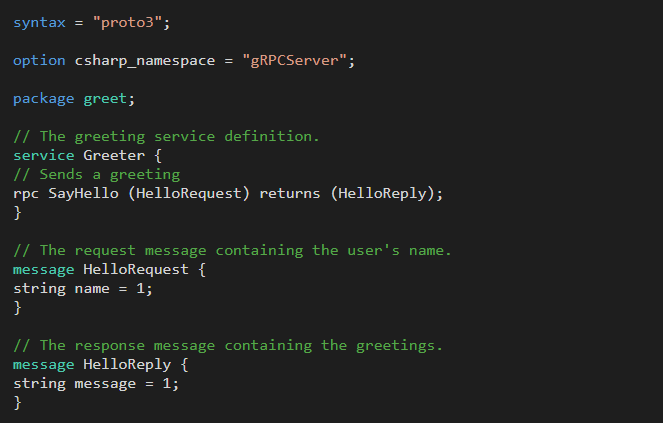 syntax = "proto3";
option csharp_namespace = "gRPCServer";
package greet;
// The greeting service definition.
service Greeter {
// Sends a greeting
rpc SayHello (HelloRequest) returns (HelloReply);
}
// The request message containing the user's name.
message HelloRequest {
string name = 1;
}
// The response message containing the greetings.
message HelloReply {
string message = 1;
}